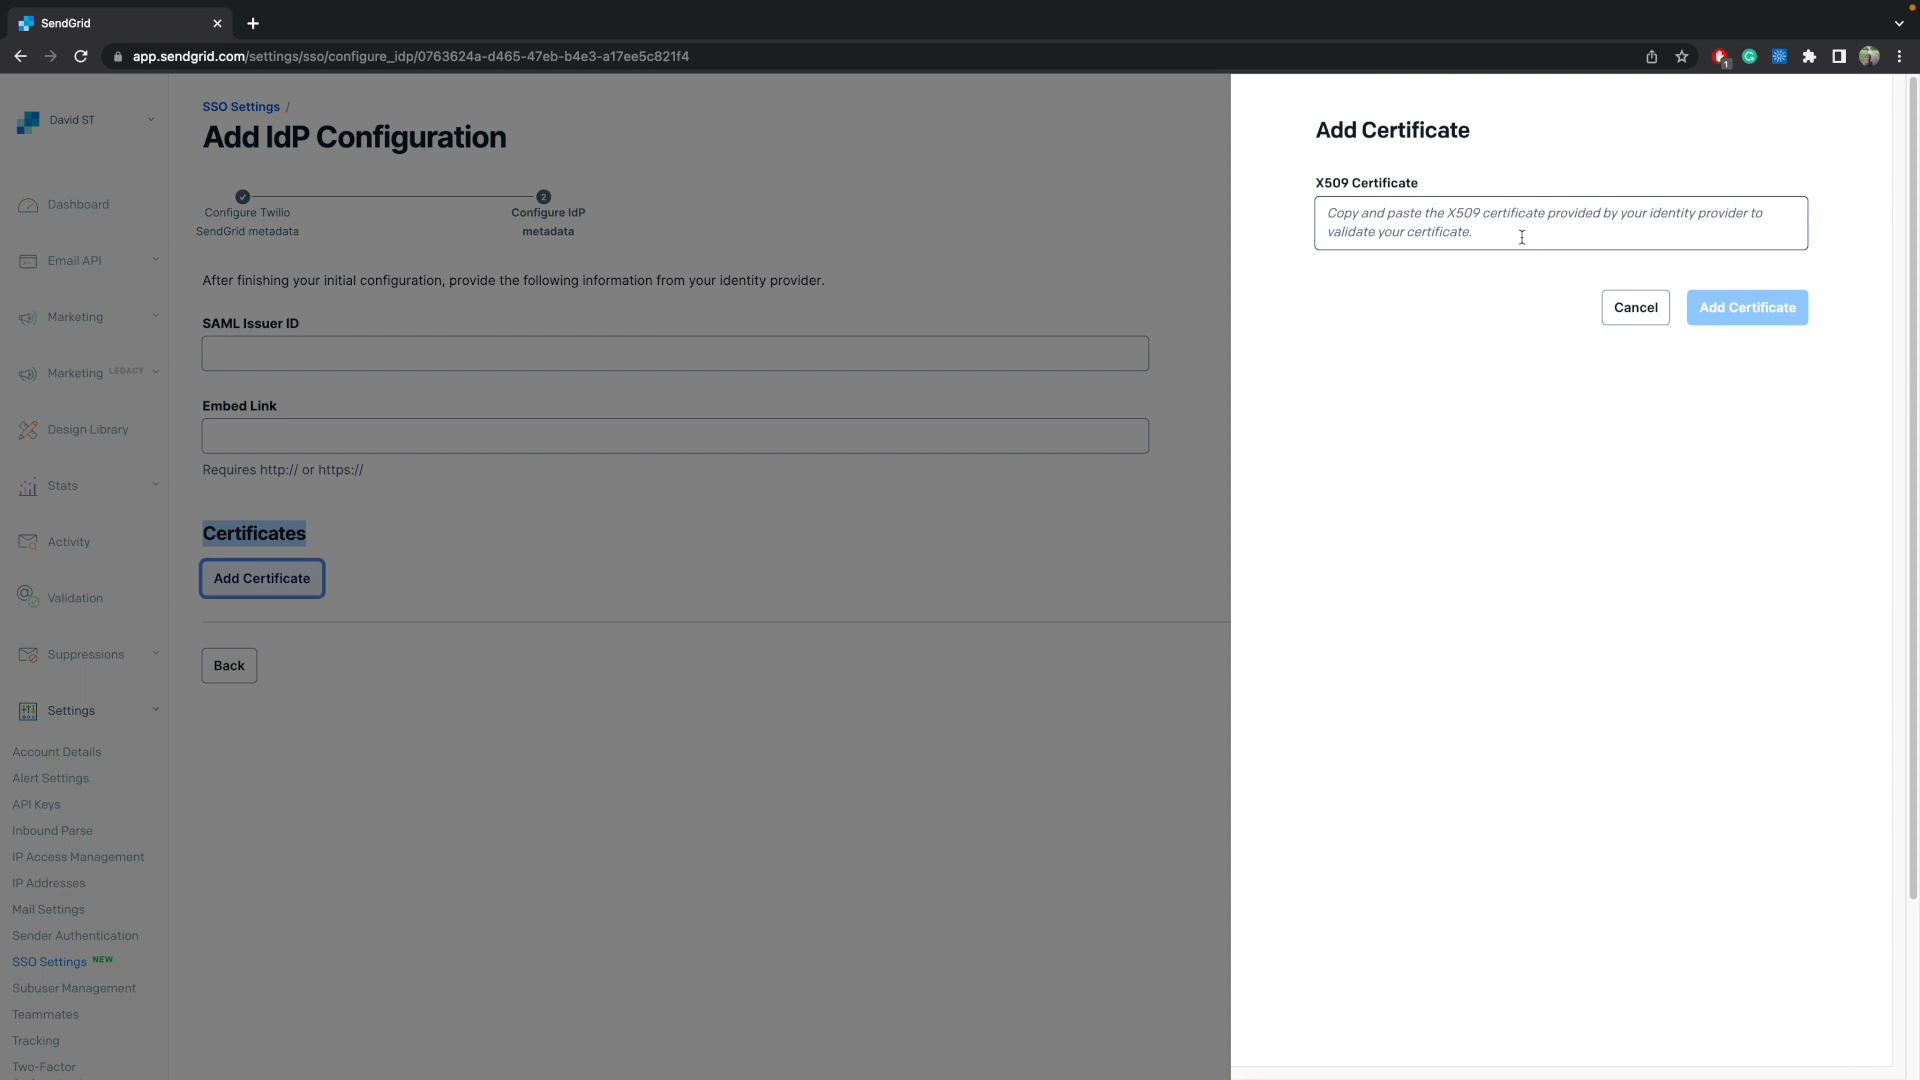 SendGrid
app.sendgrid.com/settings/sso/configure_idp/0763624a-d465-47eb-b4e3-a17ee5c821f4
1
David ST
Dashboard
Email API
Marketing
Marketing LEGACY
Design Library
Stats
Activity
Validation
Suppressions
Settings
Account Details
Alert Settings
API Keys
Inbound Parse
IP Access Management
IP Addresses
Mail Settings
Sender Authentication
SSO Settings NEW
Subuser Management
Teammates
Tracking
Two-Factor
SSO Settings /
Add IdP Configuration
2
Configure Twilio
SendGrid metadata
Configure IdP
metadata
After finishing your initial configuration, provide the following information from your identity provider.
SAML Issuer ID
Embed Link
Requires http:// or https://
Certificates
Add Certificate
Back
Add Certificate
X509 Certificate
Copy and paste the X509 certificate provided by your identity provider to
validate your certificate.
Cancel
Add Certificate